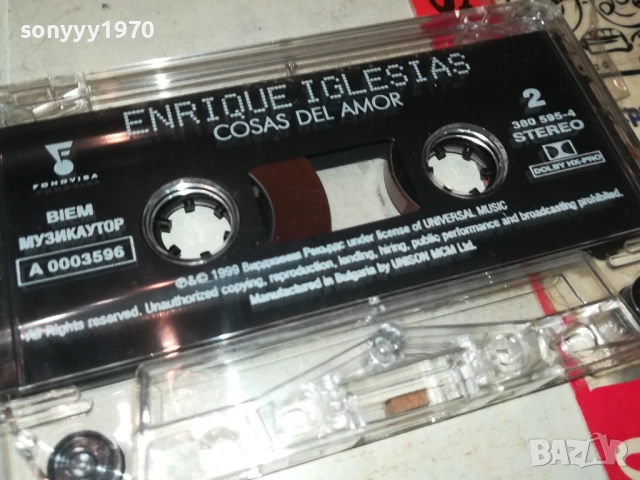 sonyyy1970
ENRIQUE IGLESIAS
COSAS DEL AMOR
2
380 595-4
STEREO
DOLBY HX-PRO
FONOVISA
BIEM
МУЗИКАУТОР
A 0003596
℗&© 1999 under license of UNIVERSAL MUSIC
All Rights reserved. Unauthorized copying, reproduction, lending, hiring, public performance and broadcasting prohibited.
Manufactured in Bulgaria by UNISON MCM Ltd.
BAZAR